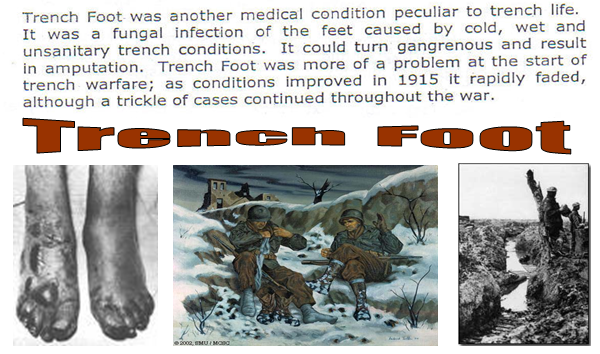 Trench Foot was another medical condition peculiar to trench life.
It was a fungal infection of the feet caused by cold, wet and
unsanitary trench conditions.  It could turn gangrenous and result
in amputation.  Trench Foot was more of a problem at the start of
trench warfare; as conditions improved in 1915 it rapidly faded,
although a trickle of cases continued throughout the war.
Trench Foot
© 2002, SMU / MCBC